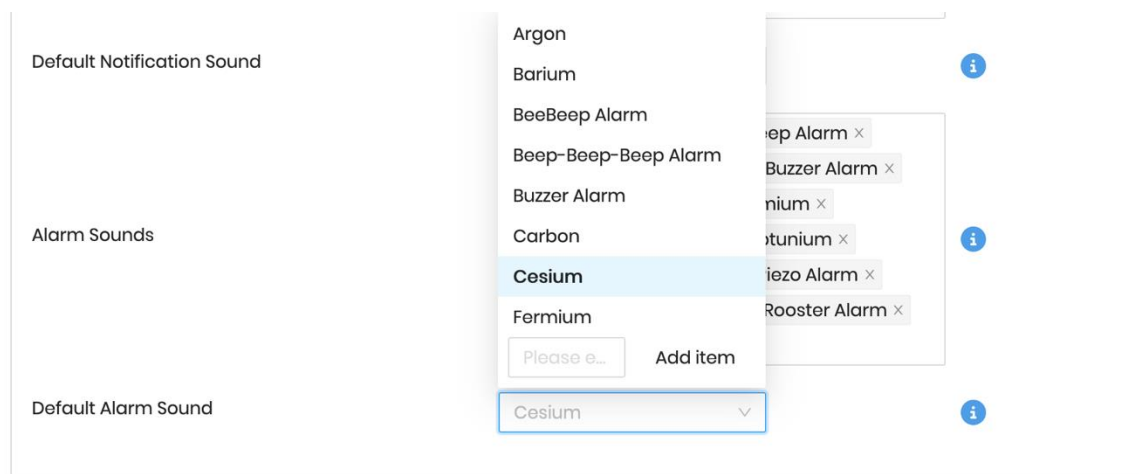 Argon
Default Notification Sound
Barium
BeeBeep Alarm
Alarm ×
Beep-Beep-Beep Alarm
Buzzer Alarm ×
Buzzer Alarm
Alarm Sounds
Carbon
Cesium
Alarm ×
Rooster Alarm ×
Fermium
Please e... Add item
Default Alarm Sound
Cesium